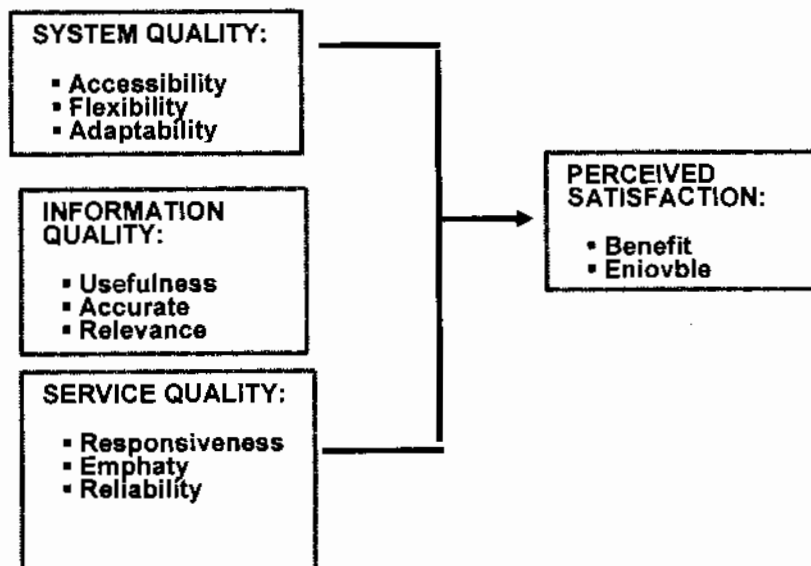 SYSTEM QUALITY:
▪ Accessibility
▪ Flexibility
▪ Adaptability
INFORMATION
QUALITY:
▪ Usefulness
▪ Accurate
▪ Relevance
SERVICE QUALITY:
▪ Responsiveness
▪ Emphaty
▪ Reliability
PERCEIVED
SATISFACTION:
▪ Benefit
▪ Eniovble